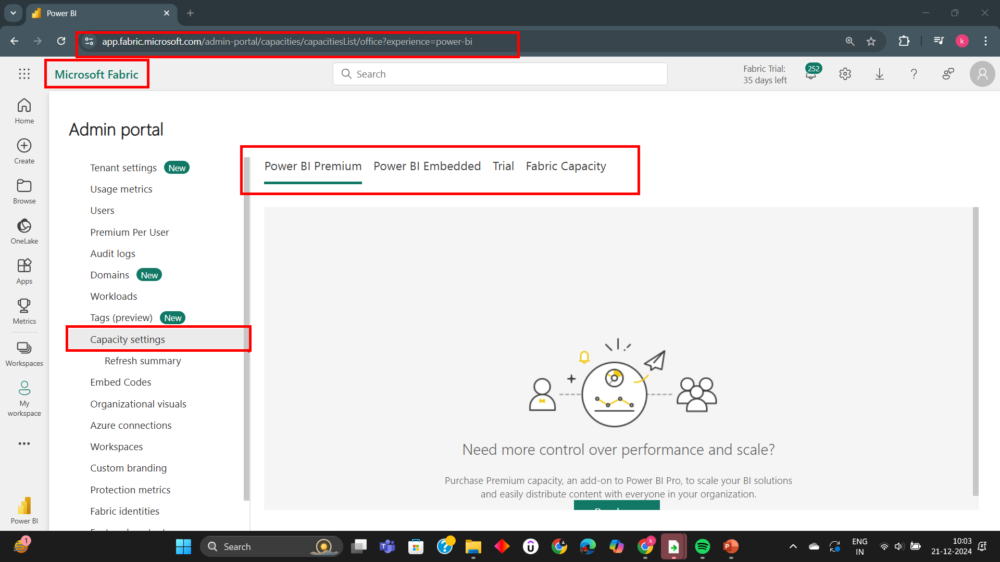 Power BI
app.fabric.microsoft.com/admin-portal/capacities/capacitiesList/office?experience=power-bi
k
Microsoft Fabric
Search
Fabric Trial:
35 days left
252
Home
Create
Browse
OneLake
Apps
Metrics
Workspaces
My
workspace
Power BI
Admin portal
Tenant settings New
Usage metrics
Users
Premium Per User
Audit logs
Domains New
Workloads
Tags (preview) New
Capacity settings
Refresh summary
Embed Codes
Organizational visuals
Azure connections
Workspaces
Custom branding
Protection metrics
Fabric identities
Power BI Premium Power BI Embedded Trial Fabric Capacity
Need more control over performance and scale?
Purchase Premium capacity, an add-on to Power BI Pro, to scale your BI solutions
and easily distribute content with everyone in your organization.
1
Search
k
ENG
IN
10:03
21-12-2024